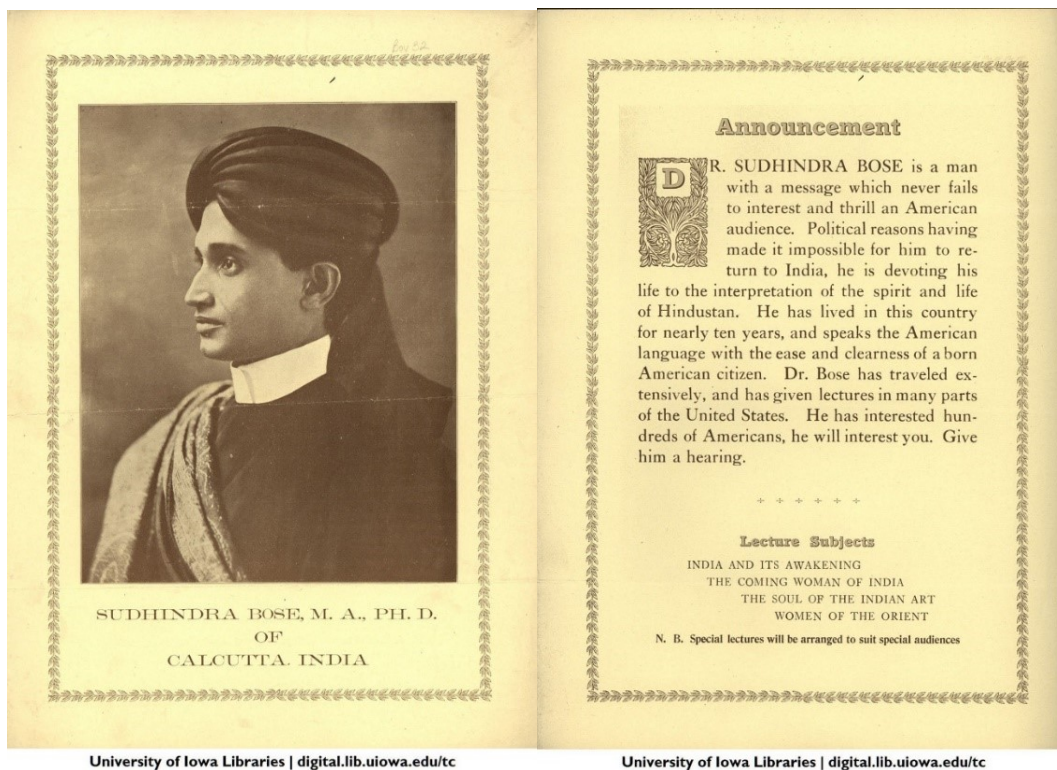 SUDHINDRA BOSE, M. A., PH. D.
OF
CALCUTTA. INDIA
University of Iowa Libraries | digital.lib.uiowa.edu/tc
Announcement
DR. SUDHINDRA BOSE is a man
with a message which never fails
to interest and thrill an American
audience. Political reasons having
made it impossible for him to re-
turn to India, he is devoting his
life to the interpretation of the spirit and life
of Hindustan. He has lived in this country
for nearly ten years, and speaks the American
language with the ease and clearness of a born
American citizen. Dr. Bose has traveled ex-
tensively, and has given lectures in many parts
of the United States. He has interested hun-
dreds of Americans, he will interest you. Give
him a hearing.
Lecture Subjects
INDIA AND ITS AWAKENING
THE COMING WOMAN OF INDIA
THE SOUL OF THE INDIAN ART
WOMEN OF THE ORIENT
N. B. Special lectures will be arranged to suit special audiences
University of Iowa Libraries | digital.lib.uiowa.edu/tc